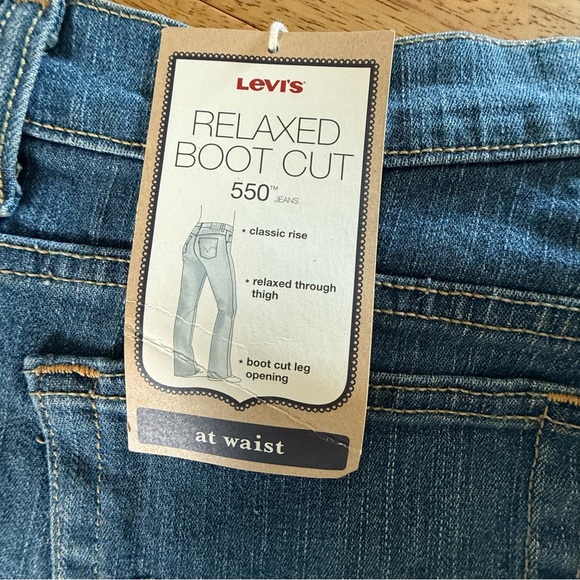 Levi's
RELAXED
BOOT CUT
550™ JEANS
* classic rise
* relaxed through
thigh
* boot cut leg
opening
at waist